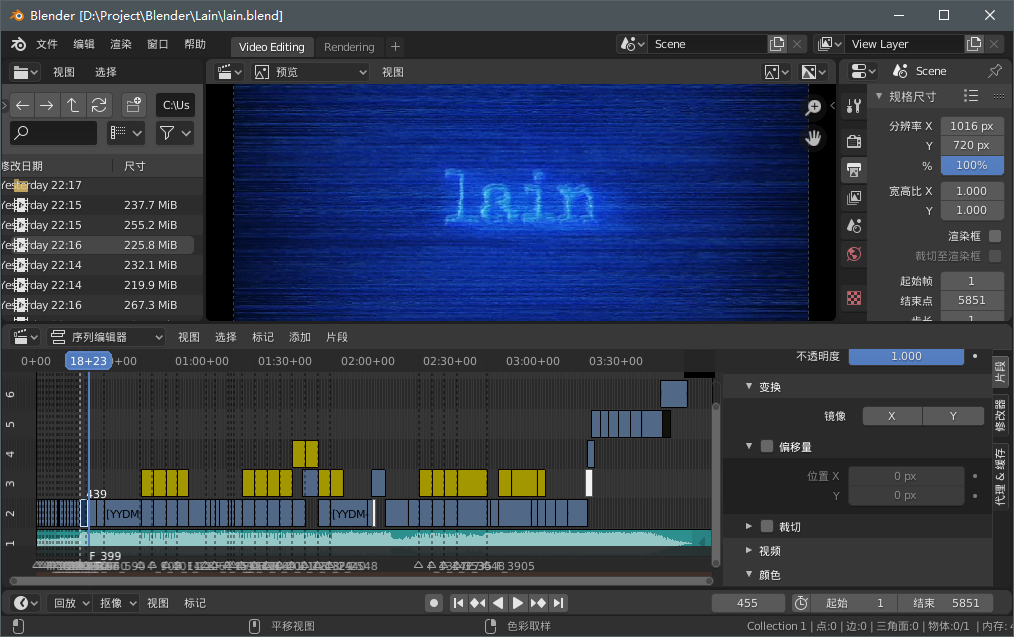 Blender [D:\Project\Blender\Lain\lain.blend]
文件 编辑 渲染 窗口 帮助 Video Editing Rendering + Scene View Layer
视图 选择 预览 视图 Scene
C:\Us 规格尺寸
修改日期 尺寸
Yesterday 22:17
Yesterday 22:15 237.7 MiB
Yesterday 22:15 255.2 MiB
Yesterday 22:16 225.8 MiB
Yesterday 22:14 232.1 MiB
Yesterday 22:14 219.9 MiB
Yesterday 22:16 267.3 MiB
lain
分辨率 X 1016 px
Y 720 px
% 100%
宽高比 X 1.000
Y 1.000
渲染框
裁切至渲染框
起始帧 1
结束点 5851
步长 1
序列编辑器 视图 选择 标记 添加 片段
0+00 18+23 +00 01:00+00 01:30+00 02:00+00 02:30+00 03:00+00 03:30+00
6
5
4
3
2
1
439
[YYDM- [YYDM-
F_399
3905
不透明度 1.000
变换
镜像 X Y
偏移量
位置 X 0 px
Y 0 px
裁切
视频
颜色
片段
修改器
代理 & 缓存
回放 抠像 视图 标记 455 起始 1 结束 5851
平移视图 色彩取样 Collection 1 | 点:0 | 边:0 | 三角面:0 | 物体:0/1 | 内存: